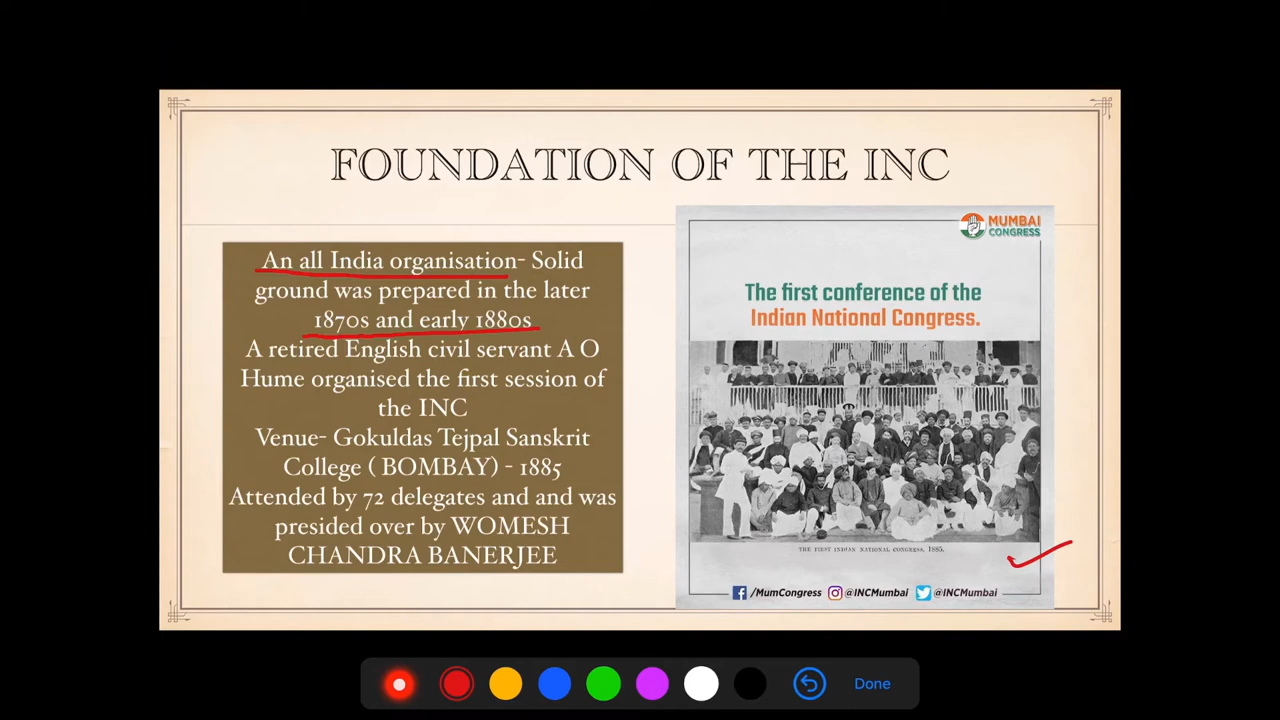 FOUNDATION OF THE INC
An all India organisation- Solid
ground was prepared in the later
1870s and early 1880s
A retired English civil servant A O
Hume organised the first session of
the INC
Venue- Gokuldas Tejpal Sanskrit
College ( BOMBAY) - 1885
Attended by 72 delegates and and was
presided over by WOMESH
CHANDRA BANERJEE
MUMBAI
CONGRESS
The first conference of the
Indian National Congress.
THE FIRST INDIAN NATIONAL CONGRESS, 1885.
/MumCongress @INCMumbai @INCMumbai
Done